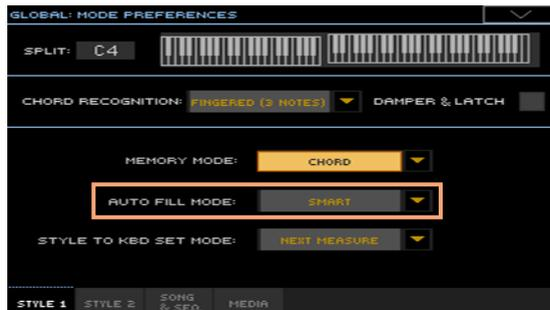 GLOBAL: MODE PREFERENCES
SPLIT: C4
CHORD RECOGNITION: FINGERED (3 NOTES) DAMPER & LATCH
MEMORY MODE: CHORD
AUTO FILL MODE: SMART
STYLE TO KBD SET MODE: NEXT MEASURE
STYLE 1 STYLE 2 SONG & SEQ MEDIA